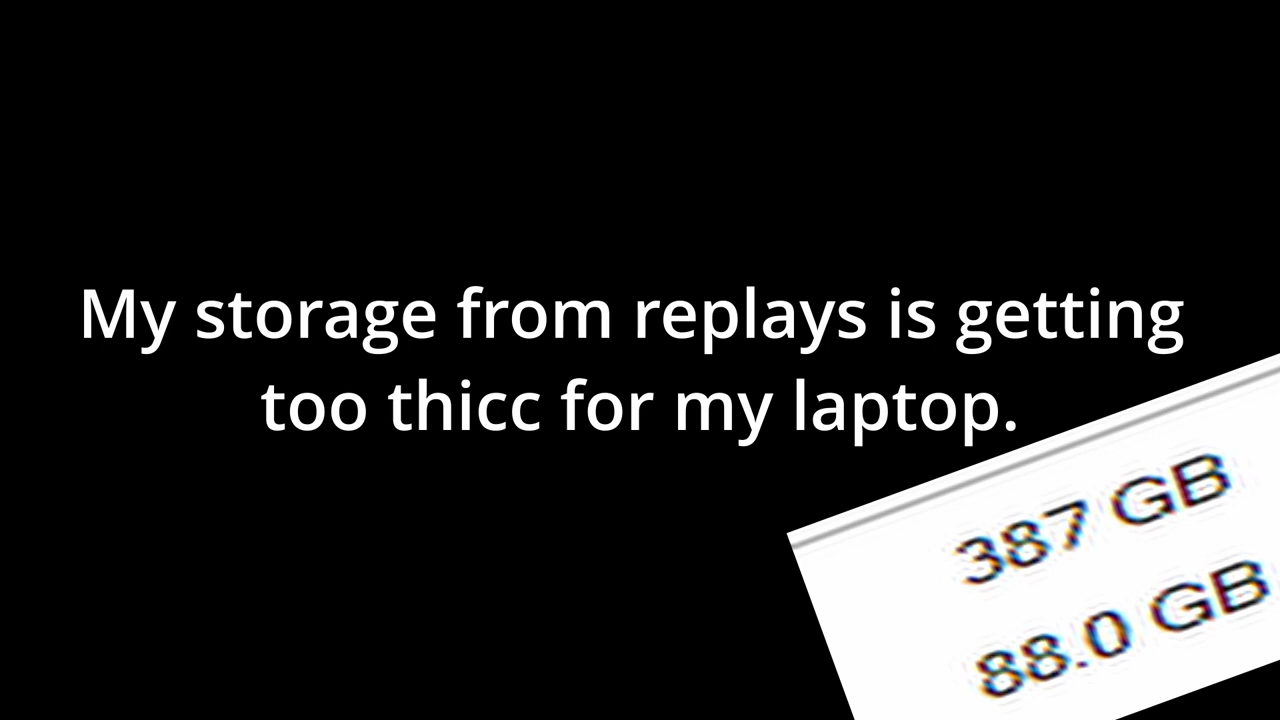 My storage from replays is getting
too thicc for my laptop.
387 GB
88.0 GB